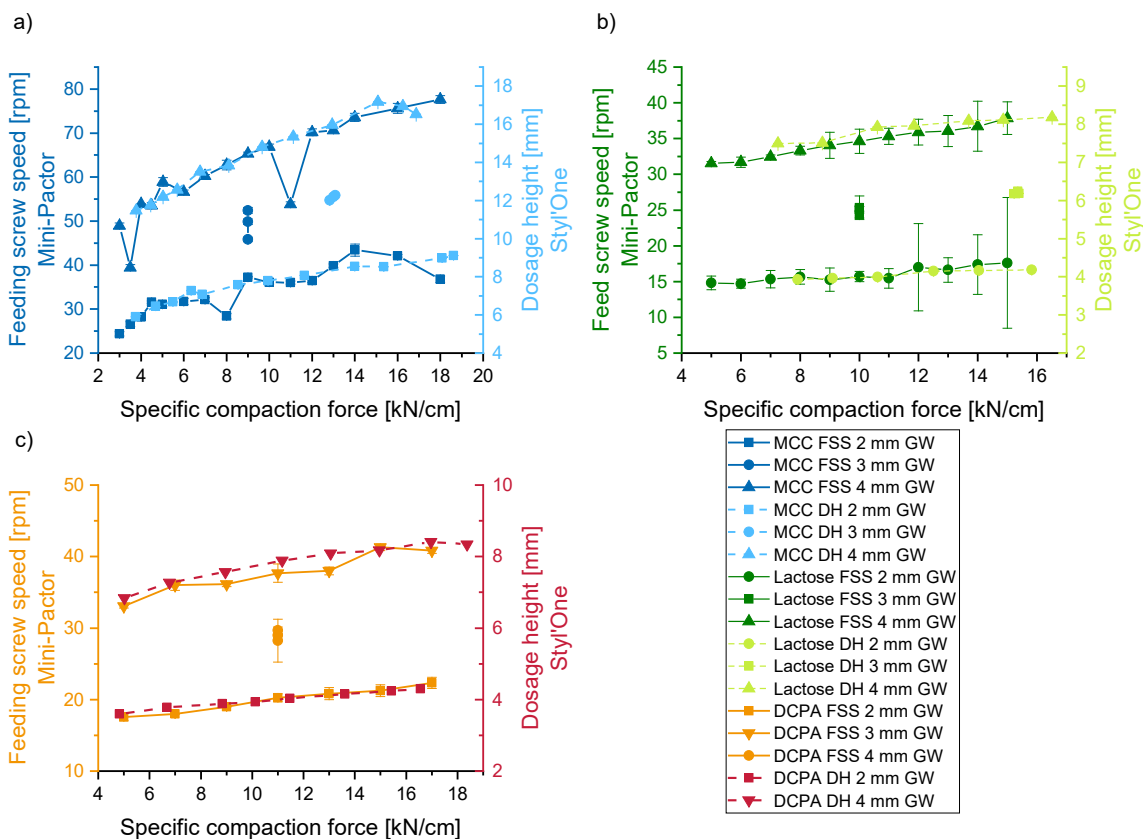 a)
Feeding screw speed [rpm]
Mini-Pactor
80
70
60
50
40
30
20
2 4 6 8 10 12 14 16 18 20
Specific compaction force [kN/cm]
18
16
14
12
10
8
6
4
Dosage height [mm]
Styl'One
b)
Feed screw speed [rpm]
Mini-Pactor
45
40
35
30
25
20
15
10
5
4 6 8 10 12 14 16
Specific compaction force [kN/cm]
9
8
7
6
5
4
3
2
Dosage height [mm]
Styl'One
c)
Feeding screw speed [rpm]
Mini-Pactor
50
40
30
20
10
4 6 8 10 12 14 16 18
Specific compaction force [kN/cm]
10
8
6
4
2
Dosage height [mm]
Styl'One
MCC FSS 2 mm GW
MCC FSS 3 mm GW
MCC FSS 4 mm GW
MCC DH 2 mm GW
MCC DH 3 mm GW
MCC DH 4 mm GW
Lactose FSS 2 mm GW
Lactose FSS 3 mm GW
Lactose FSS 4 mm GW
Lactose DH 2 mm GW
Lactose DH 3 mm GW
Lactose DH 4 mm GW
DCPA FSS 2 mm GW
DCPA FSS 3 mm GW
DCPA FSS 4 mm GW
DCPA DH 2 mm GW
DCPA DH 4 mm GW